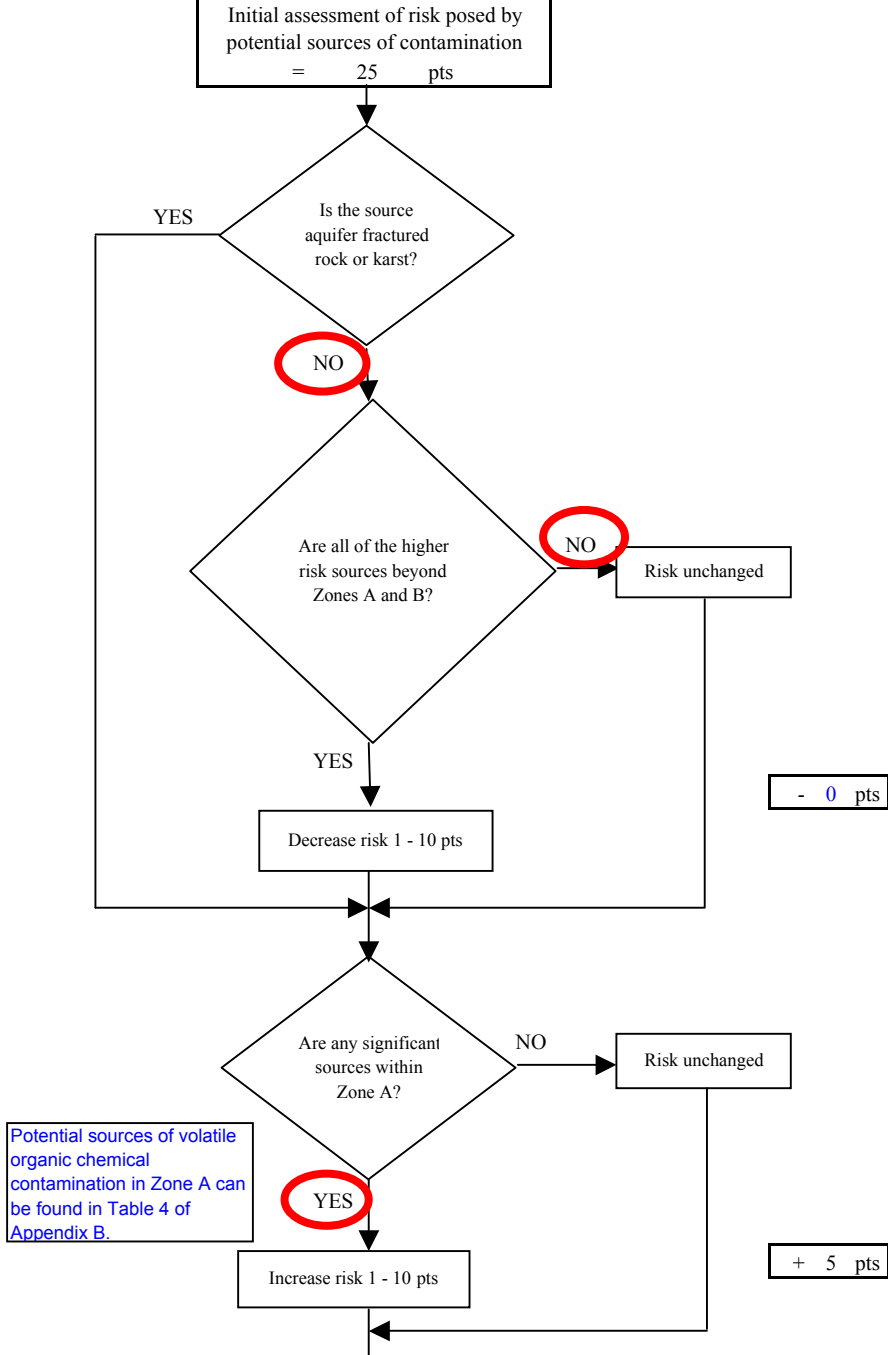 Initial assessment of risk posed by
potential sources of contamination
= 25 pts
YES
Is the source
aquifer fractured
rock or karst?
NO
Are all of the higher
risk sources beyond
Zones A and B?
NO
Risk unchanged
YES
- 0 pts
Decrease risk 1 - 10 pts
Are any significant
sources within
Zone A?
NO
Risk unchanged
Potential sources of volatile
organic chemical
contamination in Zone A can
be found in Table 4 of
Appendix B.
YES
+ 5 pts
Increase risk 1 - 10 pts